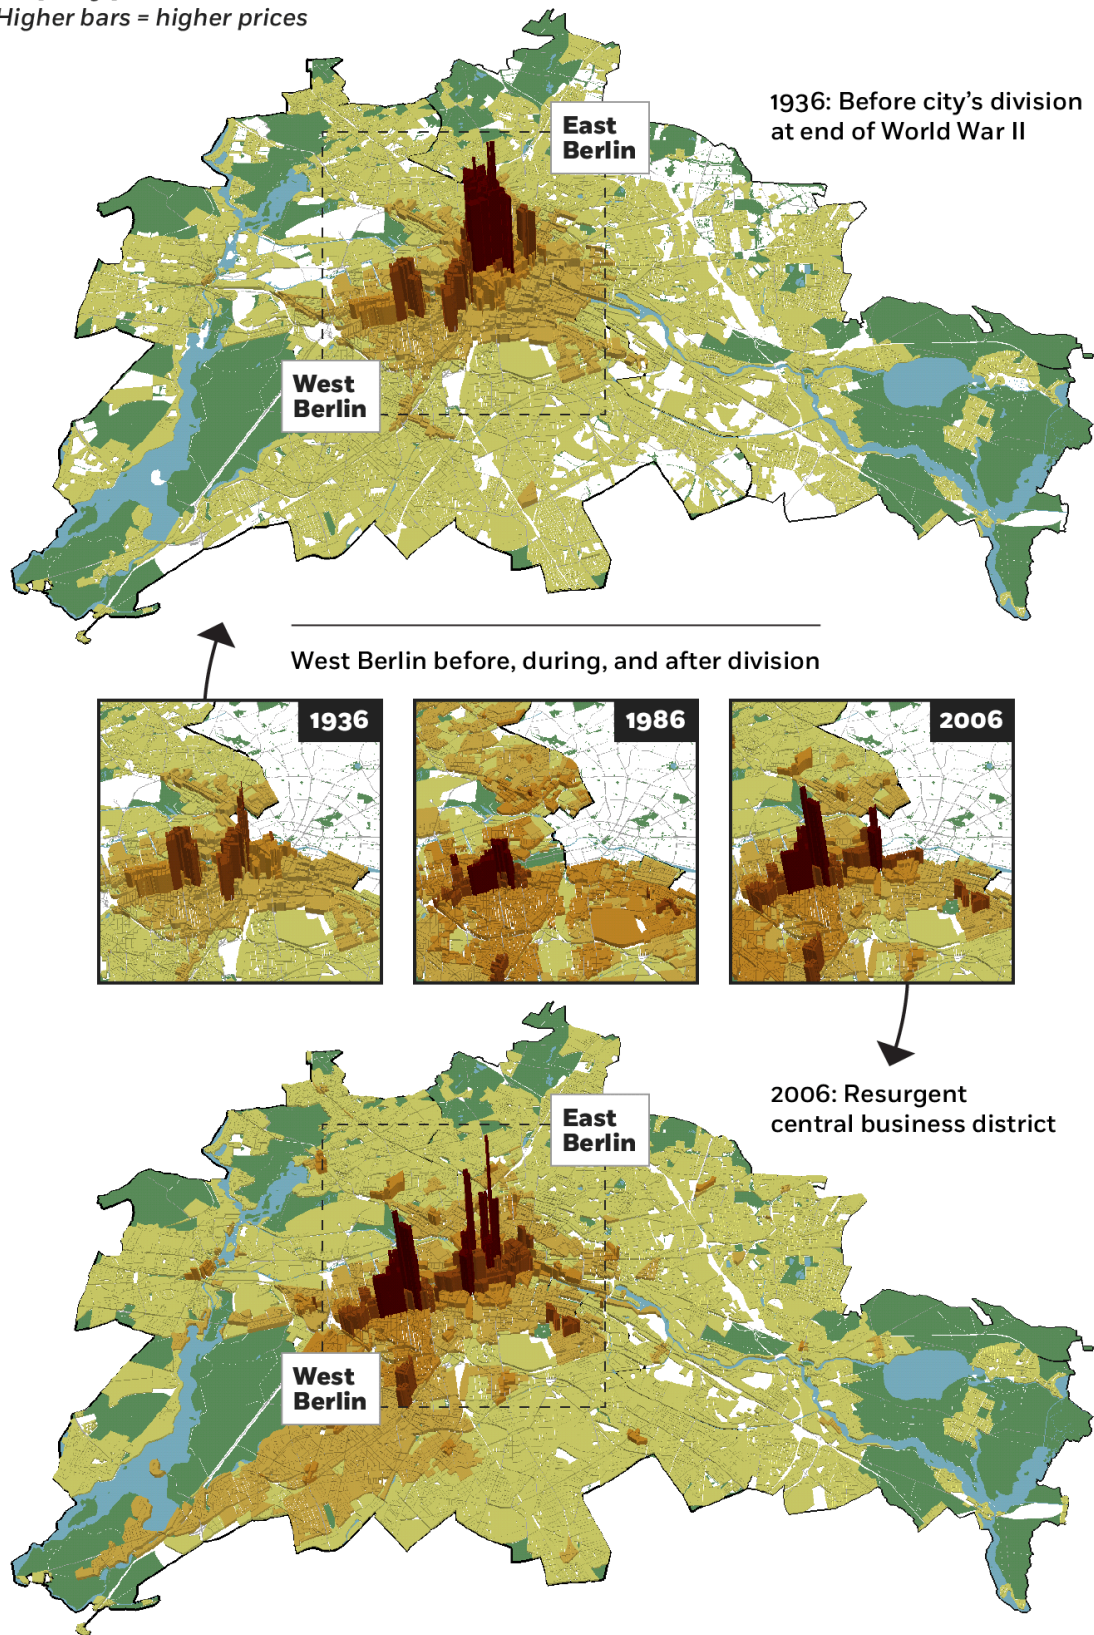 Higher bars = higher prices
1936: Before city's division
at end of World War II
East
Berlin
West
Berlin
West Berlin before, during, and after division
1936
1986
2006
2006: Resurgent
central business district
East
Berlin
West
Berlin